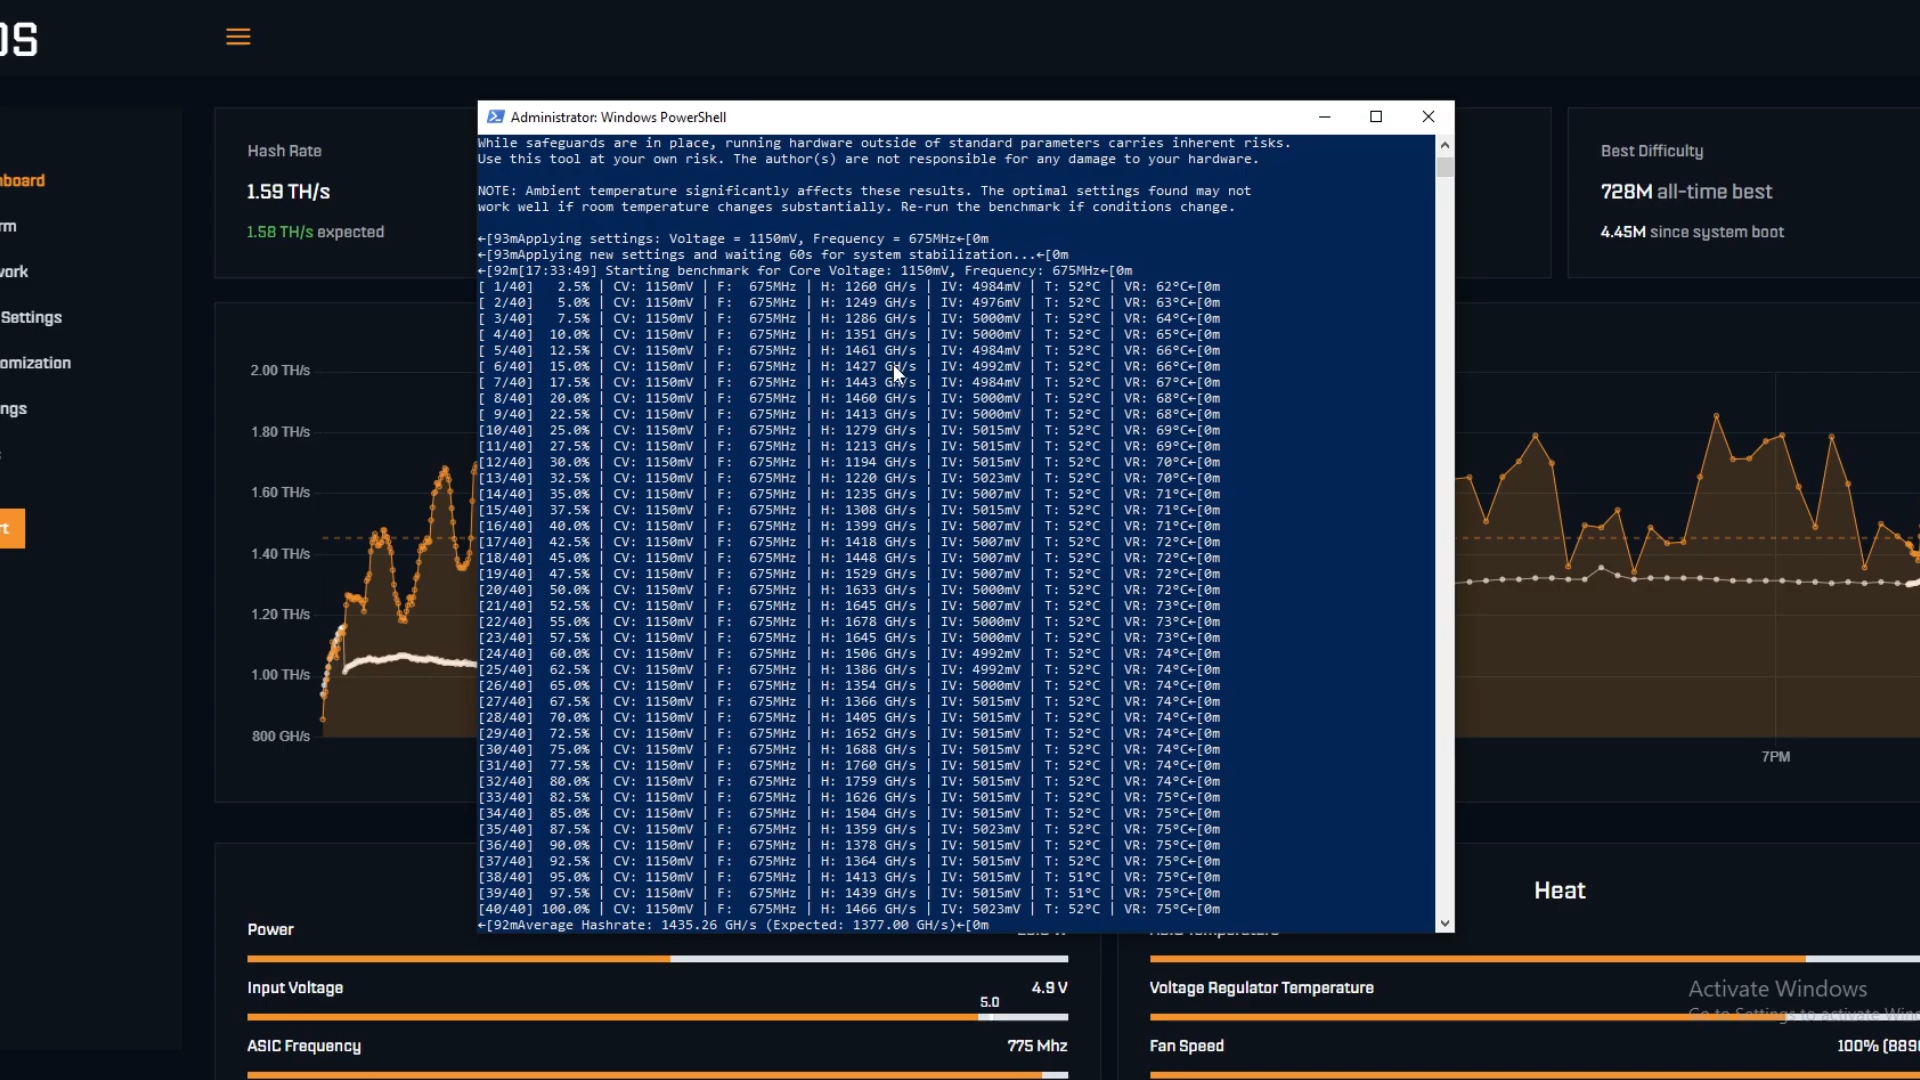 OS
Hash Rate
1.59 TH/s
1.58 TH/s expected
Best Difficulty
728M all-time best
4.45M since system boot
board
rm
ork
Settings
omization
ngs
rt
2.00 TH/s
1.80 TH/s
1.60 TH/s
1.40 TH/s
1.20 TH/s
1.00 TH/s
800 GH/s
Administrator: Windows PowerShell
While safeguards are in place, running hardware outside of standard parameters carries inherent risks.
Use this tool at your own risk. The author(s) are not responsible for any damage to your hardware.
NOTE: Ambient temperature significantly affects these results. The optimal settings found may not
work well if room temperature changes substantially. Re-run the benchmark if conditions change.
←[93mApplying settings: Voltage = 1150mV, Frequency = 675MHz←[0m
←[93mApplying new settings and waiting 60s for system stabilization...←[0m
←[92m[17:33:49] Starting benchmark for Core Voltage: 1150mV, Frequency: 675MHz←[0m
[ 1/40]   2.5% | CV: 1150mV | F:  675MHz | H: 1260 GH/s | IV: 4984mV | T: 52°C | VR: 62°C←[0m
[ 2/40]   5.0% | CV: 1150mV | F:  675MHz | H: 1249 GH/s | IV: 4976mV | T: 52°C | VR: 63°C←[0m
[ 3/40]   7.5% | CV: 1150mV | F:  675MHz | H: 1286 GH/s | IV: 5000mV | T: 52°C | VR: 64°C←[0m
[ 4/40]  10.0% | CV: 1150mV | F:  675MHz | H: 1351 GH/s | IV: 5000mV | T: 52°C | VR: 65°C←[0m
[ 5/40]  12.5% | CV: 1150mV | F:  675MHz | H: 1461 GH/s | IV: 4984mV | T: 52°C | VR: 66°C←[0m
[ 6/40]  15.0% | CV: 1150mV | F:  675MHz | H: 1427 GH/s | IV: 4992mV | T: 52°C | VR: 66°C←[0m
[ 7/40]  17.5% | CV: 1150mV | F:  675MHz | H: 1443 GH/s | IV: 4984mV | T: 52°C | VR: 67°C←[0m
[ 8/40]  20.0% | CV: 1150mV | F:  675MHz | H: 1460 GH/s | IV: 5000mV | T: 52°C | VR: 68°C←[0m
[ 9/40]  22.5% | CV: 1150mV | F:  675MHz | H: 1413 GH/s | IV: 5000mV | T: 52°C | VR: 68°C←[0m
[10/40]  25.0% | CV: 1150mV | F:  675MHz | H: 1279 GH/s | IV: 5015mV | T: 52°C | VR: 69°C←[0m
[11/40]  27.5% | CV: 1150mV | F:  675MHz | H: 1213 GH/s | IV: 5015mV | T: 52°C | VR: 69°C←[0m
[12/40]  30.0% | CV: 1150mV | F:  675MHz | H: 1194 GH/s | IV: 5015mV | T: 52°C | VR: 70°C←[0m
[13/40]  32.5% | CV: 1150mV | F:  675MHz | H: 1220 GH/s | IV: 5023mV | T: 52°C | VR: 70°C←[0m
[14/40]  35.0% | CV: 1150mV | F:  675MHz | H: 1235 GH/s | IV: 5007mV | T: 52°C | VR: 71°C←[0m
[15/40]  37.5% | CV: 1150mV | F:  675MHz | H: 1308 GH/s | IV: 5015mV | T: 52°C | VR: 71°C←[0m
[16/40]  40.0% | CV: 1150mV | F:  675MHz | H: 1399 GH/s | IV: 5007mV | T: 52°C | VR: 71°C←[0m
[17/40]  42.5% | CV: 1150mV | F:  675MHz | H: 1418 GH/s | IV: 5007mV | T: 52°C | VR: 72°C←[0m
[18/40]  45.0% | CV: 1150mV | F:  675MHz | H: 1448 GH/s | IV: 5007mV | T: 52°C | VR: 72°C←[0m
[19/40]  47.5% | CV: 1150mV | F:  675MHz | H: 1529 GH/s | IV: 5007mV | T: 52°C | VR: 72°C←[0m
[20/40]  50.0% | CV: 1150mV | F:  675MHz | H: 1633 GH/s | IV: 5000mV | T: 52°C | VR: 72°C←[0m
[21/40]  52.5% | CV: 1150mV | F:  675MHz | H: 1645 GH/s | IV: 5007mV | T: 52°C | VR: 73°C←[0m
[22/40]  55.0% | CV: 1150mV | F:  675MHz | H: 1678 GH/s | IV: 5000mV | T: 52°C | VR: 73°C←[0m
[23/40]  57.5% | CV: 1150mV | F:  675MHz | H: 1645 GH/s | IV: 5000mV | T: 52°C | VR: 73°C←[0m
[24/40]  60.0% | CV: 1150mV | F:  675MHz | H: 1506 GH/s | IV: 4992mV | T: 52°C | VR: 74°C←[0m
[25/40]  62.5% | CV: 1150mV | F:  675MHz | H: 1386 GH/s | IV: 4992mV | T: 52°C | VR: 74°C←[0m
[26/40]  65.0% | CV: 1150mV | F:  675MHz | H: 1354 GH/s | IV: 5000mV | T: 52°C | VR: 74°C←[0m
[27/40]  67.5% | CV: 1150mV | F:  675MHz | H: 1366 GH/s | IV: 5015mV | T: 52°C | VR: 74°C←[0m
[28/40]  70.0% | CV: 1150mV | F:  675MHz | H: 1405 GH/s | IV: 5015mV | T: 52°C | VR: 74°C←[0m
[29/40]  72.5% | CV: 1150mV | F:  675MHz | H: 1652 GH/s | IV: 5015mV | T: 52°C | VR: 74°C←[0m
[30/40]  75.0% | CV: 1150mV | F:  675MHz | H: 1688 GH/s | IV: 5015mV | T: 52°C | VR: 74°C←[0m
[31/40]  77.5% | CV: 1150mV | F:  675MHz | H: 1760 GH/s | IV: 5015mV | T: 52°C | VR: 74°C←[0m
[32/40]  80.0% | CV: 1150mV | F:  675MHz | H: 1759 GH/s | IV: 5015mV | T: 52°C | VR: 74°C←[0m
[33/40]  82.5% | CV: 1150mV | F:  675MHz | H: 1626 GH/s | IV: 5015mV | T: 52°C | VR: 75°C←[0m
[34/40]  85.0% | CV: 1150mV | F:  675MHz | H: 1504 GH/s | IV: 5015mV | T: 52°C | VR: 75°C←[0m
[35/40]  87.5% | CV: 1150mV | F:  675MHz | H: 1359 GH/s | IV: 5023mV | T: 52°C | VR: 75°C←[0m
[36/40]  90.0% | CV: 1150mV | F:  675MHz | H: 1378 GH/s | IV: 5015mV | T: 52°C | VR: 75°C←[0m
[37/40]  92.5% | CV: 1150mV | F:  675MHz | H: 1364 GH/s | IV: 5015mV | T: 52°C | VR: 75°C←[0m
[38/40]  95.0% | CV: 1150mV | F:  675MHz | H: 1413 GH/s | IV: 5015mV | T: 51°C | VR: 75°C←[0m
[39/40]  97.5% | CV: 1150mV | F:  675MHz | H: 1439 GH/s | IV: 5015mV | T: 51°C | VR: 75°C←[0m
[40/40] 100.0% | CV: 1150mV | F:  675MHz | H: 1466 GH/s | IV: 5023mV | T: 52°C | VR: 75°C←[0m
←[92mAverage Hashrate: 1435.26 GH/s (Expected: 1377.00 GH/s)←[0m
7PM
Heat
Power
Input Voltage 4.9 V
5.0
ASIC Frequency 775 Mhz
Voltage Regulator Temperature
Fan Speed 100% (889
Activate Windows